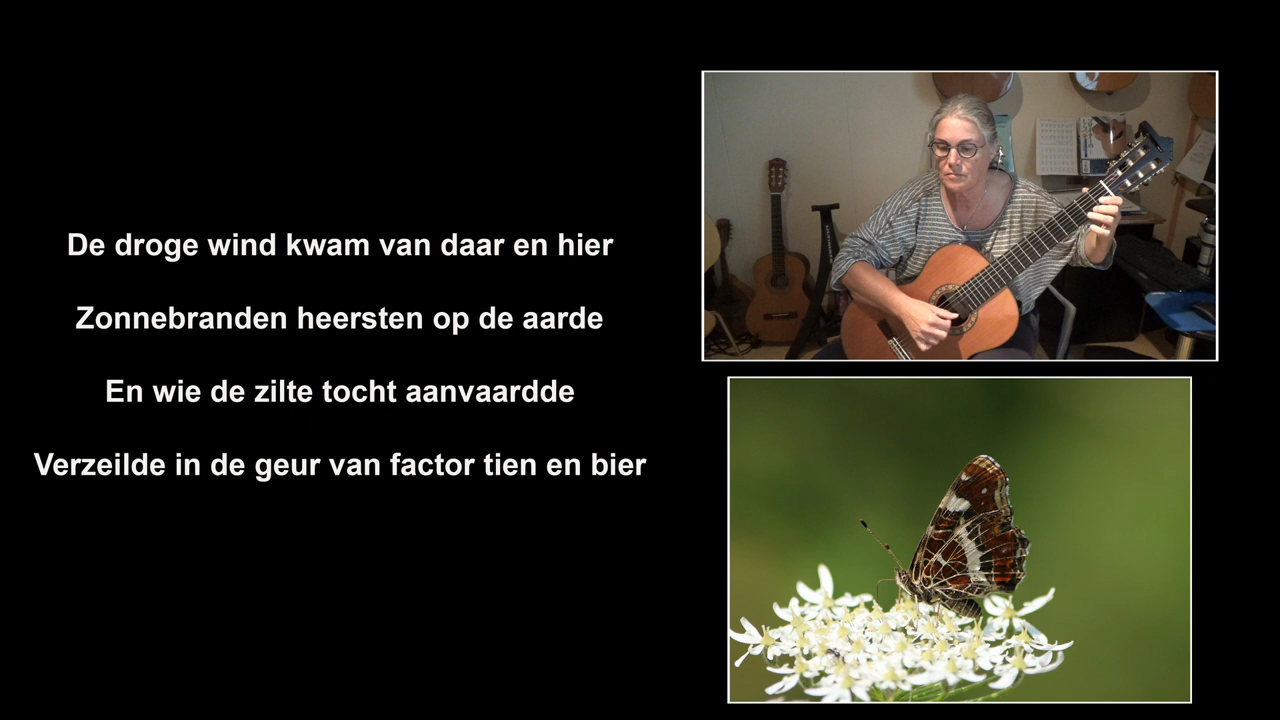 De droge wind kwam van daar en hier
Zonnebranden heersten op de aarde
En wie de zilte tocht aanvaardde
Verzeilde in de geur van factor tien en bier